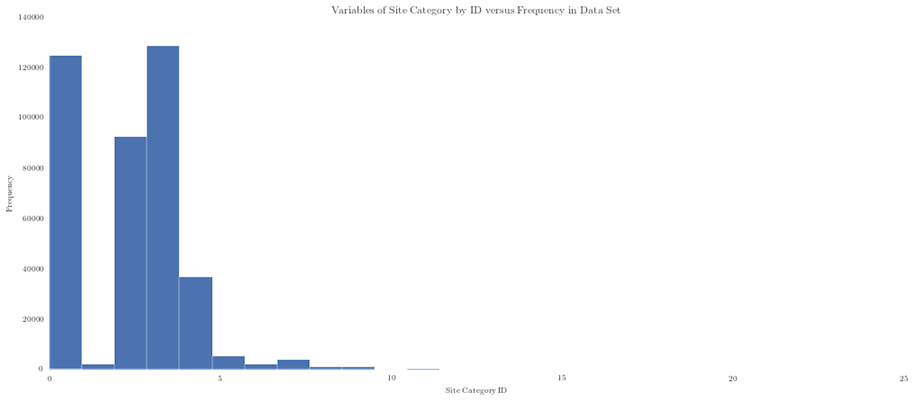 Variables of Site Category by ID versus Frequency in Data Set
140000
120000
100000
80000
60000
40000
20000
0
Frequency
0 5 10 15 20 25
Site Category ID